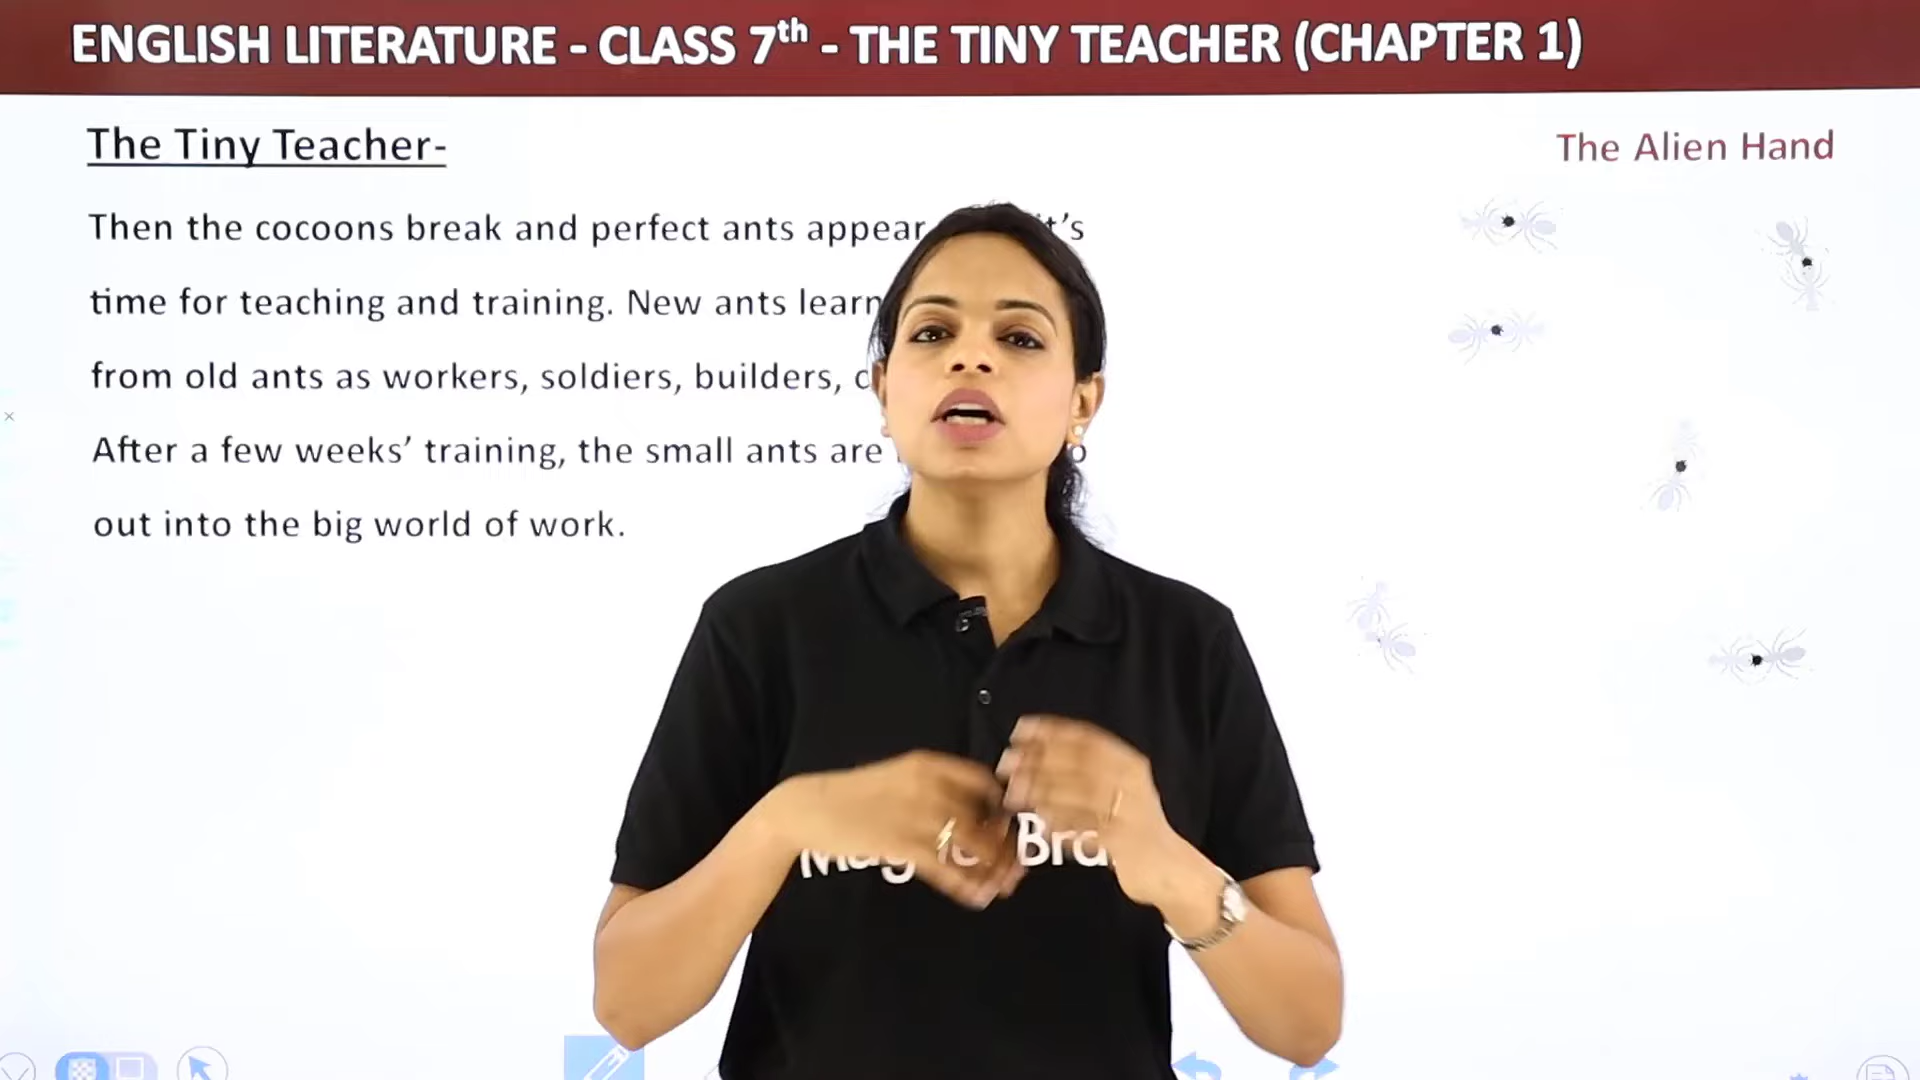 ENGLISH LITERATURE - CLASS 7th - THE TINY TEACHER (CHAPTER 1)
The Tiny Teacher-
The Alien Hand
Then the cocoons break and perfect ants appear
time for teaching and training. New ants learn
from old ants as workers, soldiers, builders,
After a few weeks’ training, the small ants are
out into the big world of work.